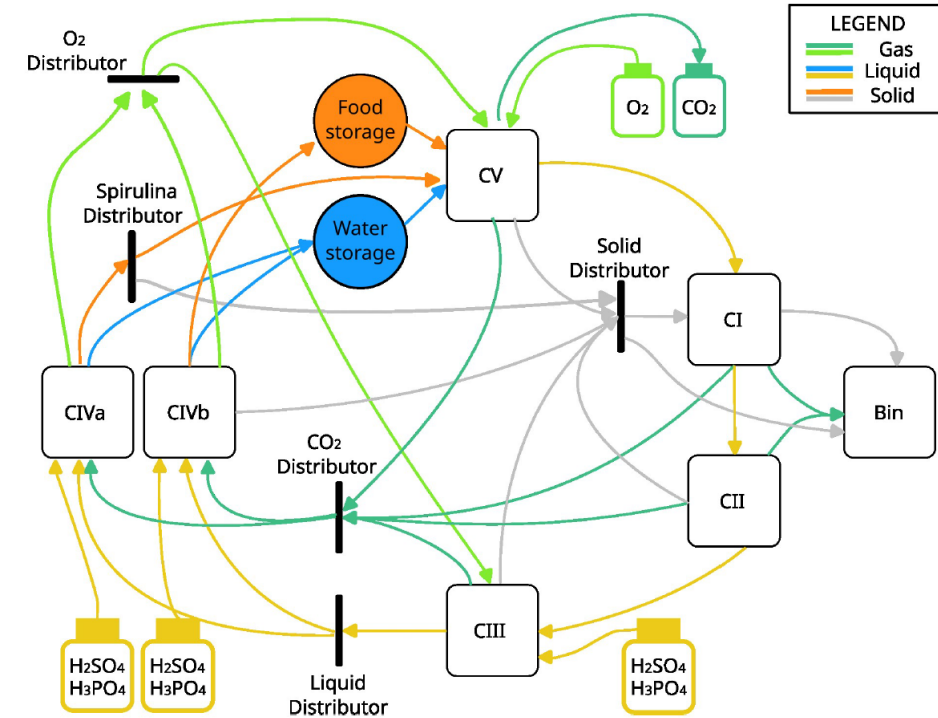 LEGEND
Gas
Liquid
Solid
O₂
Distributor
Food
storage
O₂
CO₂
CV
Spirulina
Distributor
Water
storage
Solid
Distributor
CI
CIVa
CIVb
Bin
CO₂
Distributor
CII
CIII
H₂SO₄
H₃PO₄
H₂SO₄
H₃PO₄
H₂SO₄
H₃PO₄
Liquid
Distributor